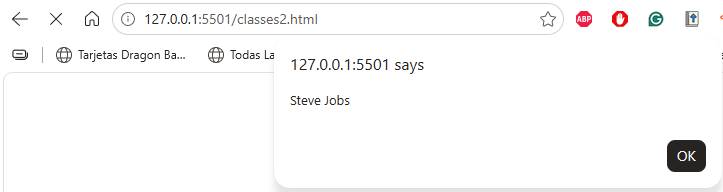 127.0.0.1:5501/classes2.html
ABP
Tarjetas Dragon Ba...
Todas La
127.0.0.1:5501 says
Steve Jobs
OK